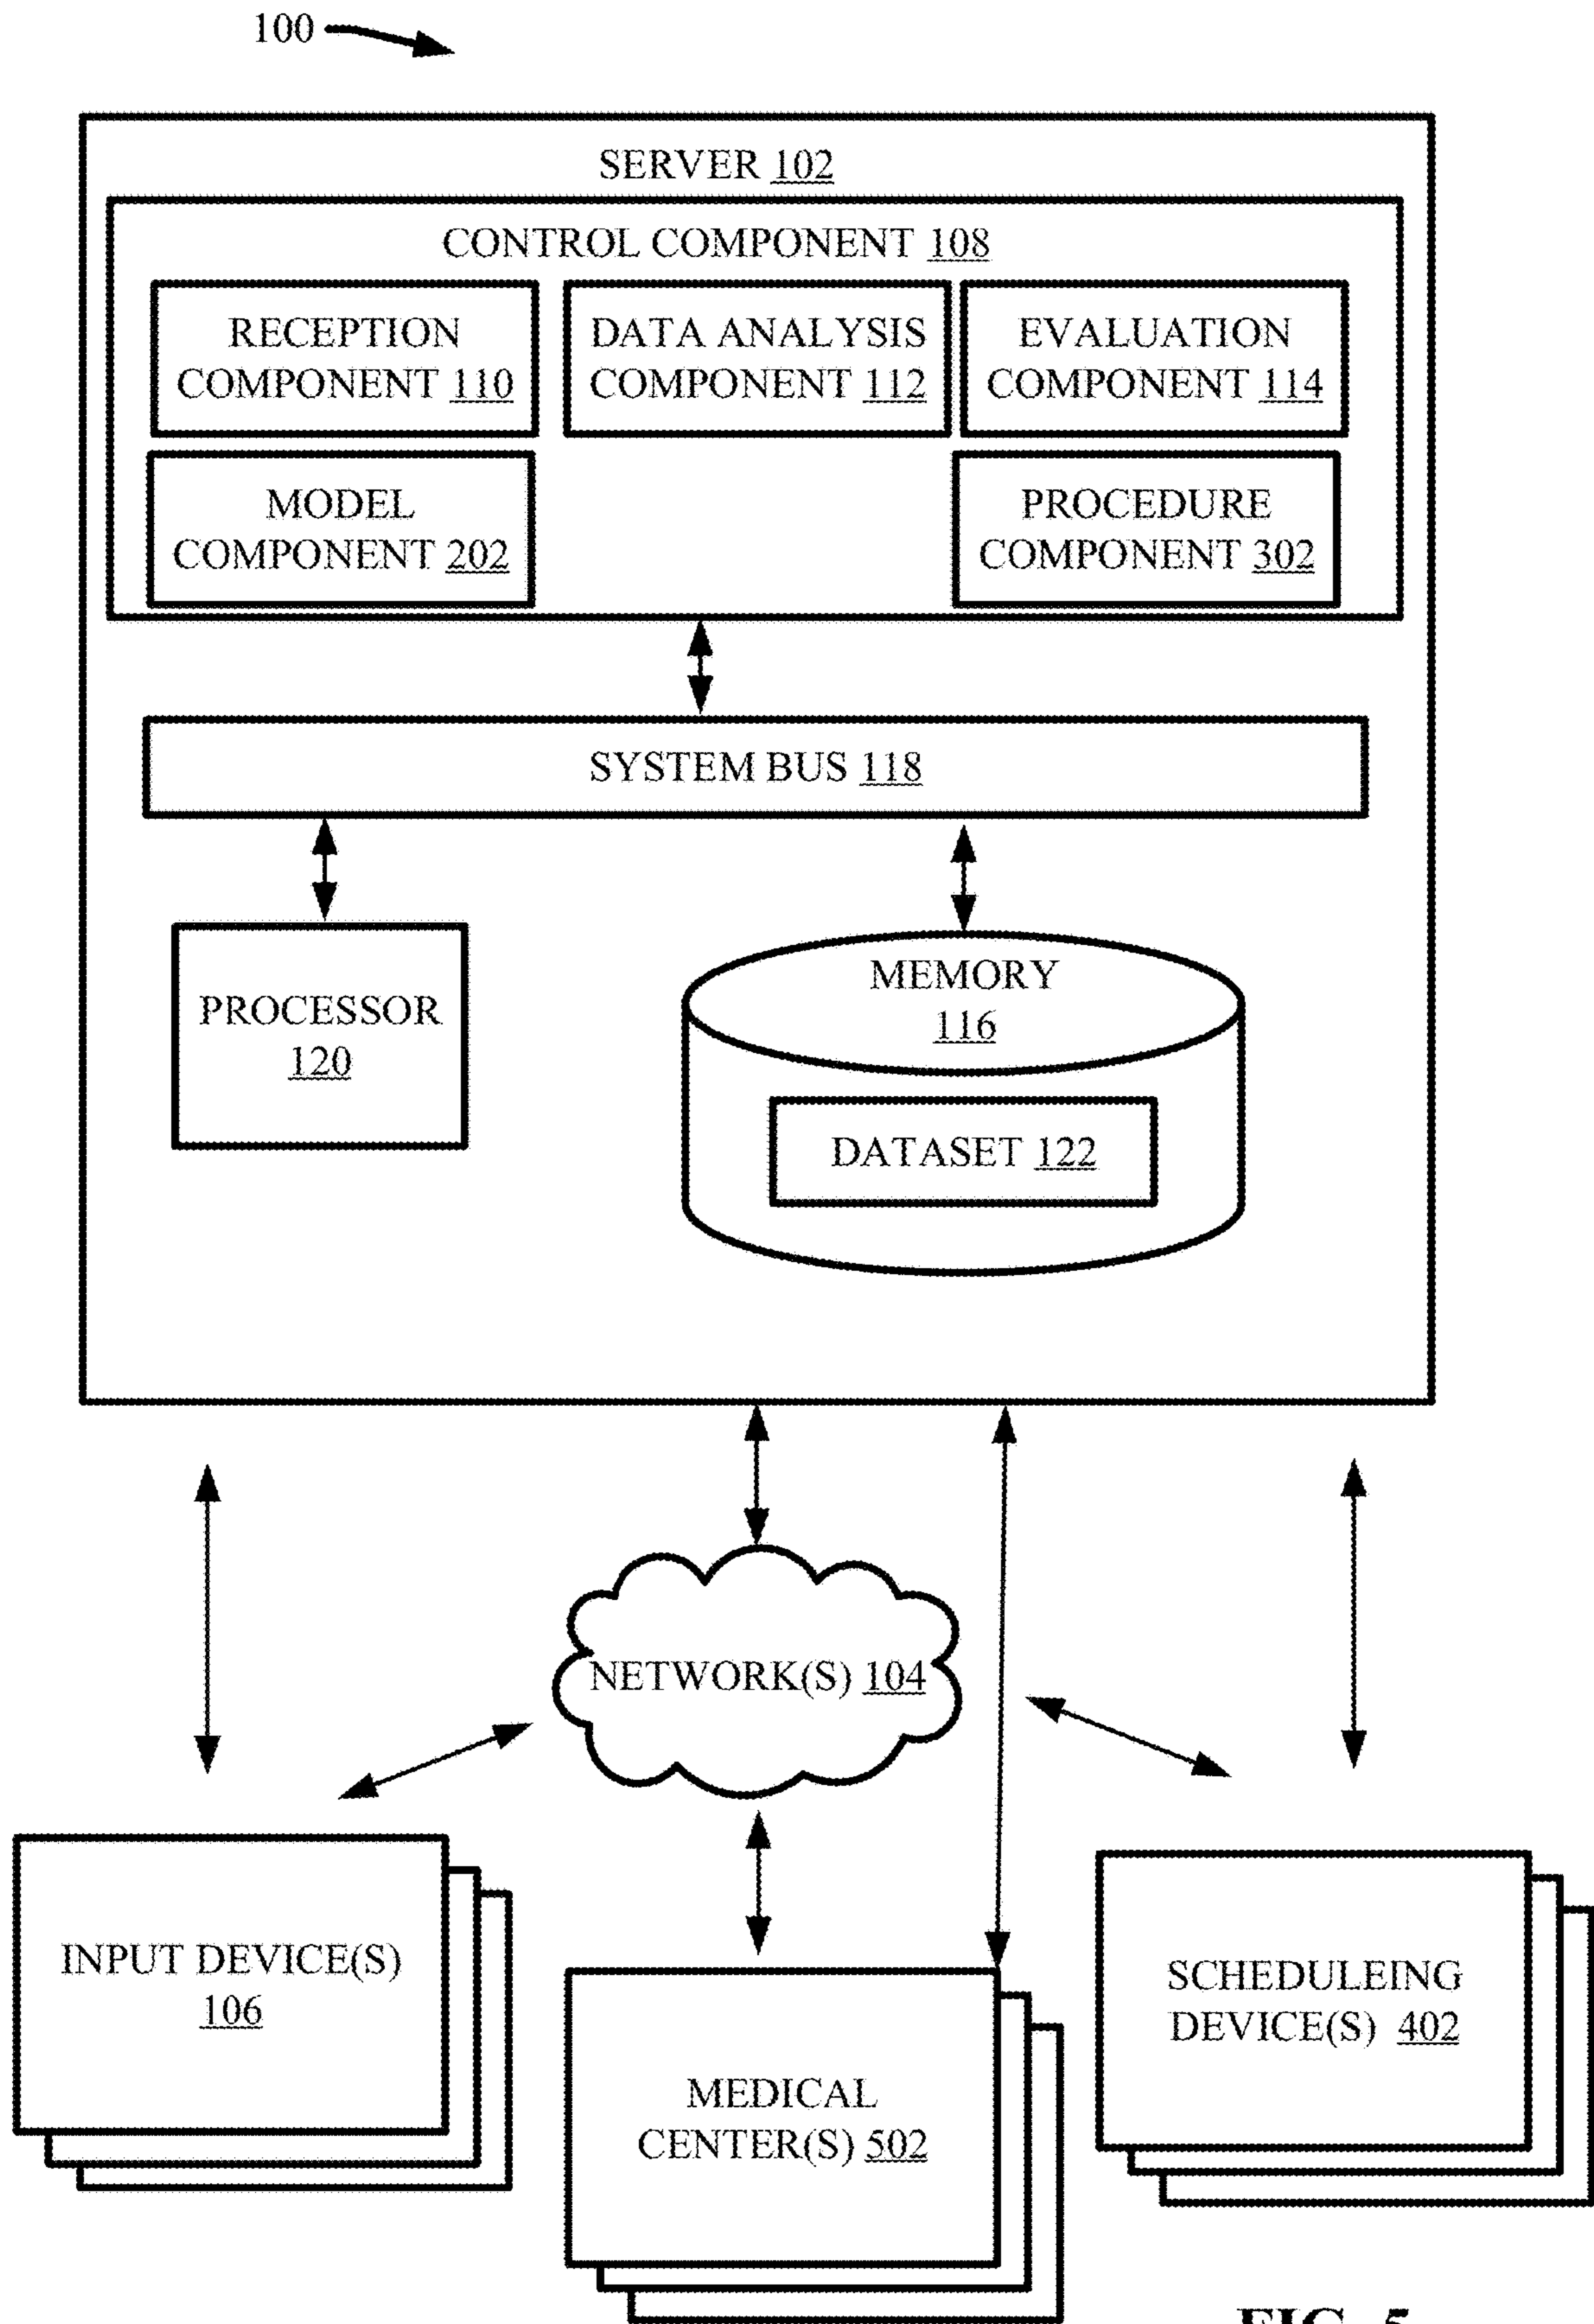 100
SERVER 102
CONTROL COMPONENT 108
RECEPTION
COMPONENT 110
DATA ANALYSIS
COMPONENT 112
EVALUATION
COMPONENT 114
MODEL
COMPONENT 202
PROCEDURE
COMPONENT 302
SYSTEM BUS 118
PROCESSOR
120
MEMORY
116
DATASET 122
NETWORK(S) 104
INPUT DEVICE(S)
106
MEDICAL
CENTER(S) 502
SCHEDULEING
DEVICE(S) 402
FIG. 5